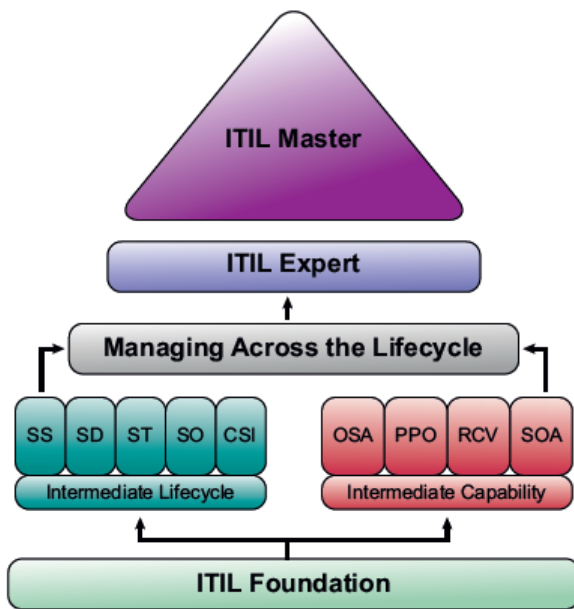 ITIL Master
ITIL Expert
Managing Across the Lifecycle
SS SD ST SO CSI
Intermediate Lifecycle
OSA PPO RCV SOA
Intermediate Capability
ITIL Foundation